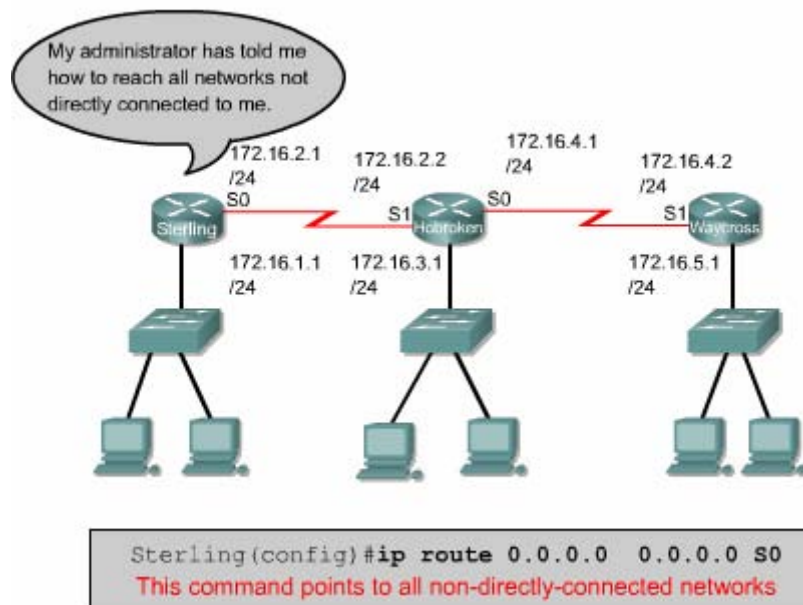 My administrator has told me
how to reach all networks not
directly connected to me.
172.16.2.1
/24
172.16.2.2
/24
172.16.4.1
/24
172.16.4.2
/24
S0
S1
S0
S1
Sterling
Hobroken
Waycross
172.16.1.1
/24
172.16.3.1
/24
172.16.5.1
/24
Sterling(config)#ip route 0.0.0.0 0.0.0.0 S0
This command points to all non-directly-connected networks